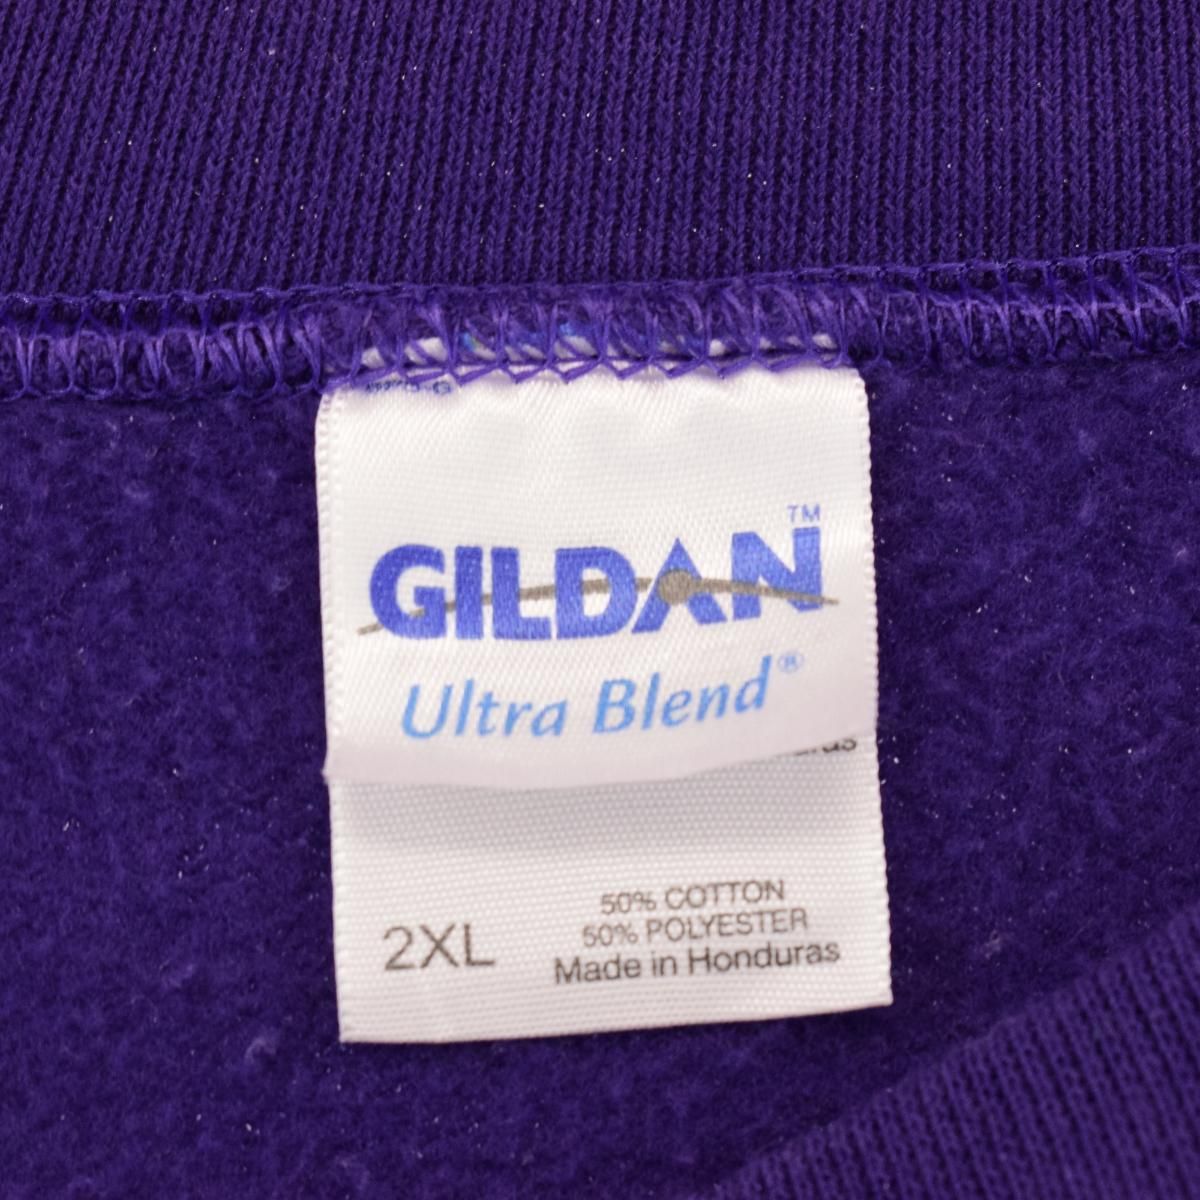 GILDAN™
Ultra Blend®
2XL
50% COTTON
50% POLYESTER
Made in Honduras